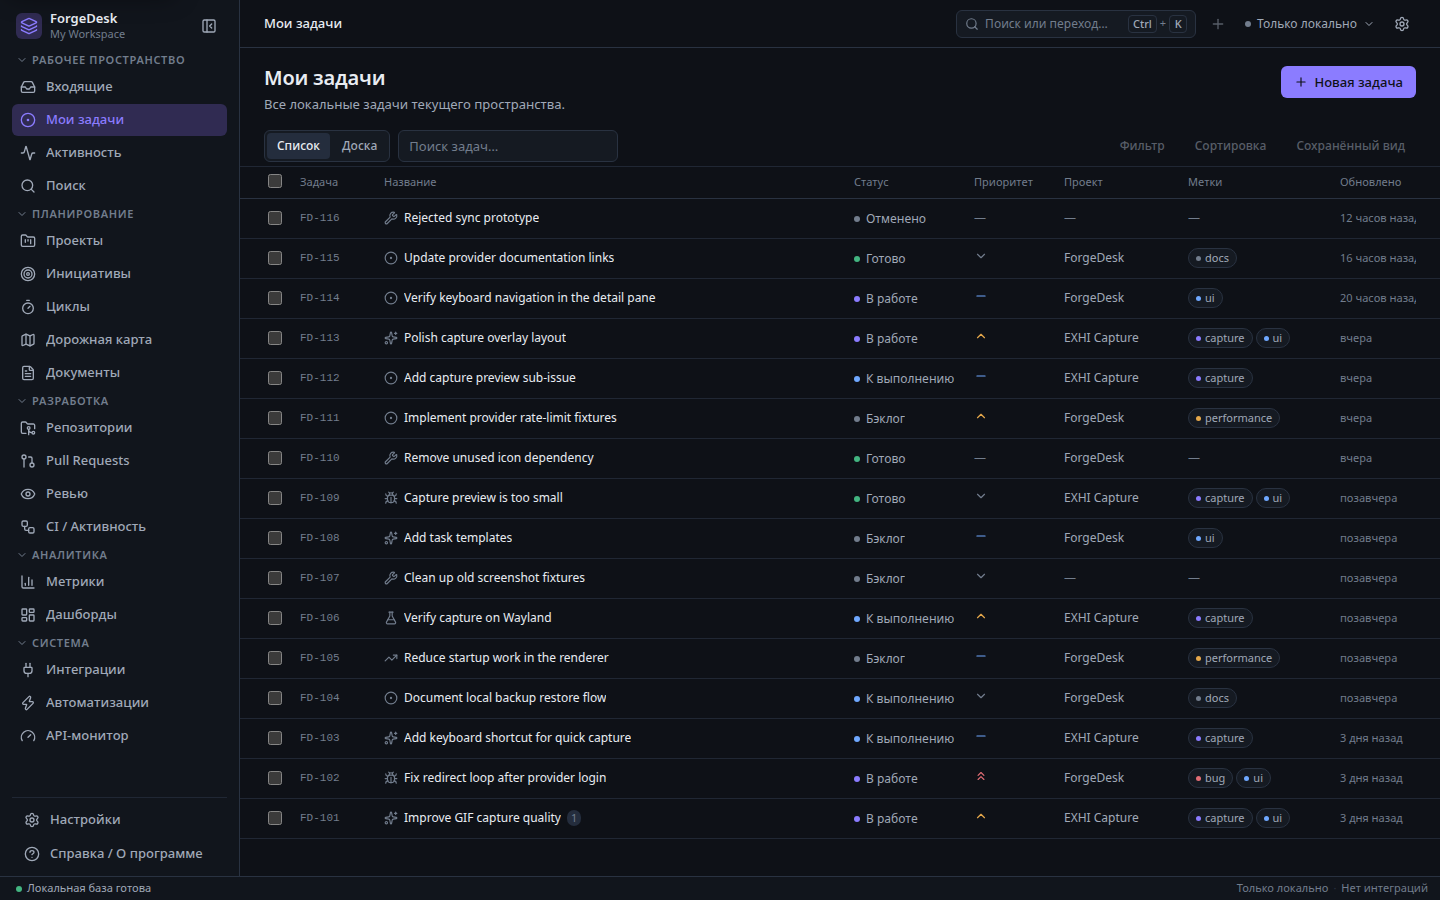 ForgeDesk
My Workspace
РАБОЧЕЕ ПРОСТРАНСТВО
Входящие
Мои задачи
Активность
Поиск
ПЛАНИРОВАНИЕ
Проекты
Инициативы
Циклы
Дорожная карта
Документы
РАЗРАБОТКА
Репозитории
Pull Requests
Ревью
CI / Активность
АНАЛИТИКА
Метрики
Дашборды
СИСТЕМА
Интеграции
Автоматизации
API-монитор
Настройки
Справка / О программе
Мои задачи
Поиск или переход... Ctrl + K
Только локально
Мои задачи
Все локальные задачи текущего пространства.
Новая задача
Список Доска Поиск задач...
Фильтр Сортировка Сохранённый вид
Задача Название Статус Приоритет Проект Метки Обновлено
FD-116 Rejected sync prototype Отменено — — — 12 часов наза
FD-115 Update provider documentation links Готово ForgeDesk docs 16 часов наза
FD-114 Verify keyboard navigation in the detail pane В работе ForgeDesk ui 20 часов наза
FD-113 Polish capture overlay layout В работе EXHI Capture capture ui вчера
FD-112 Add capture preview sub-issue К выполнению EXHI Capture capture вчера
FD-111 Implement provider rate-limit fixtures Бэклог ForgeDesk performance вчера
FD-110 Remove unused icon dependency Готово — ForgeDesk — вчера
FD-109 Capture preview is too small Готово EXHI Capture capture ui позавчера
FD-108 Add task templates Бэклог ForgeDesk ui позавчера
FD-107 Clean up old screenshot fixtures Бэклог — — позавчера
FD-106 Verify capture on Wayland К выполнению EXHI Capture capture позавчера
FD-105 Reduce startup work in the renderer Бэклог ForgeDesk performance позавчера
FD-104 Document local backup restore flow К выполнению ForgeDesk docs позавчера
FD-103 Add keyboard shortcut for quick capture К выполнению EXHI Capture capture 3 дня назад
FD-102 Fix redirect loop after provider login В работе ForgeDesk bug ui 3 дня назад
FD-101 Improve GIF capture quality 1 В работе EXHI Capture capture ui 3 дня назад
Локальная база готова
Только локально · Нет интеграций